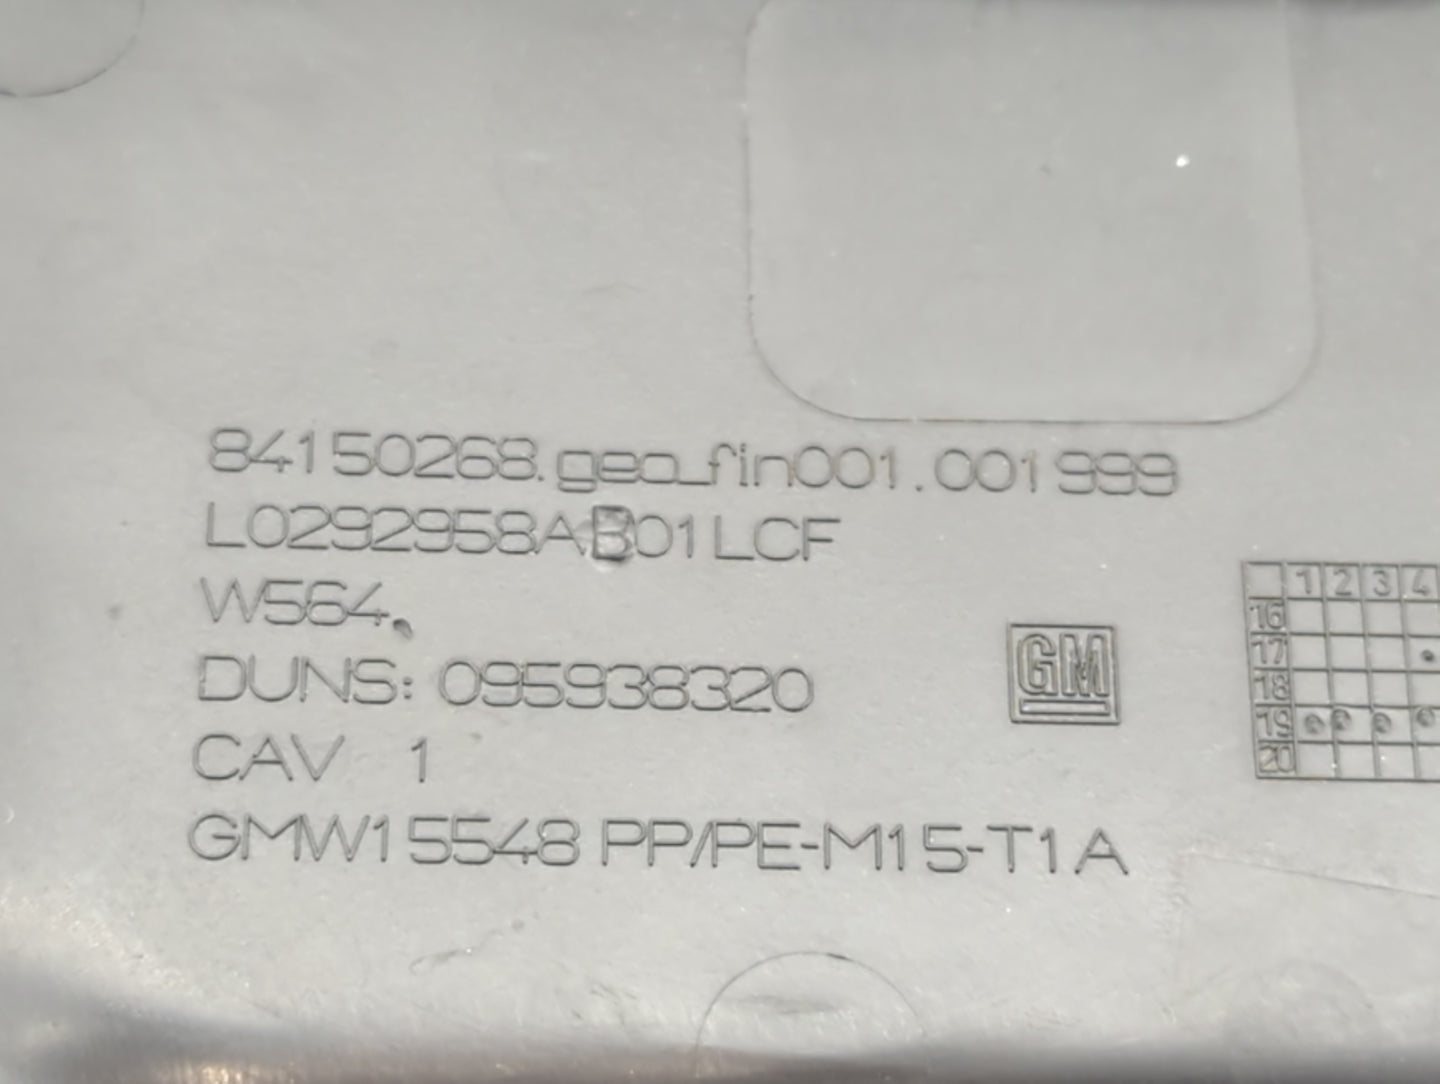 84150268.geo_fin001.001999
L0292958AB01LCF
W564
DUNS: 095938320
CAV 1
GMW15548 PP/PE-M15-T1A
GM
1 2 3 4
16
17
18
19
20